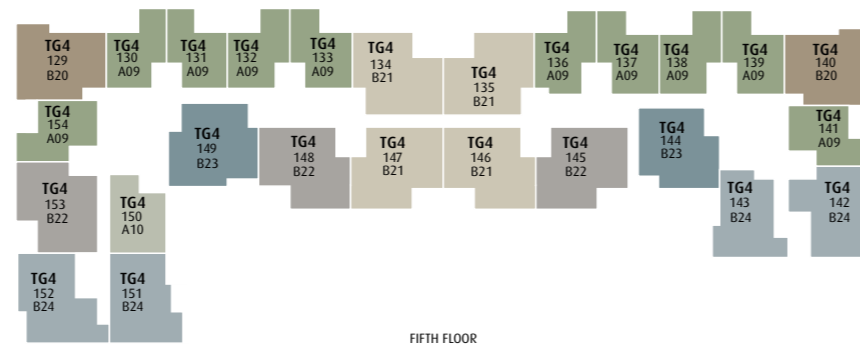 TG4
129
B20
TG4
130
A09
TG4
131
A09
TG4
132
A09
TG4
133
A09
TG4
134
B21
TG4
135
B21
TG4
136
A09
TG4
137
A09
TG4
138
A09
TG4
139
A09
TG4
140
B20
TG4
154
A09
TG4
149
B23
TG4
148
B22
TG4
147
B21
TG4
146
B21
TG4
145
B22
TG4
144
B23
TG4
141
A09
TG4
153
B22
TG4
150
A10
TG4
143
B24
TG4
142
B24
TG4
152
B24
TG4
151
B24
FIFTH FLOOR